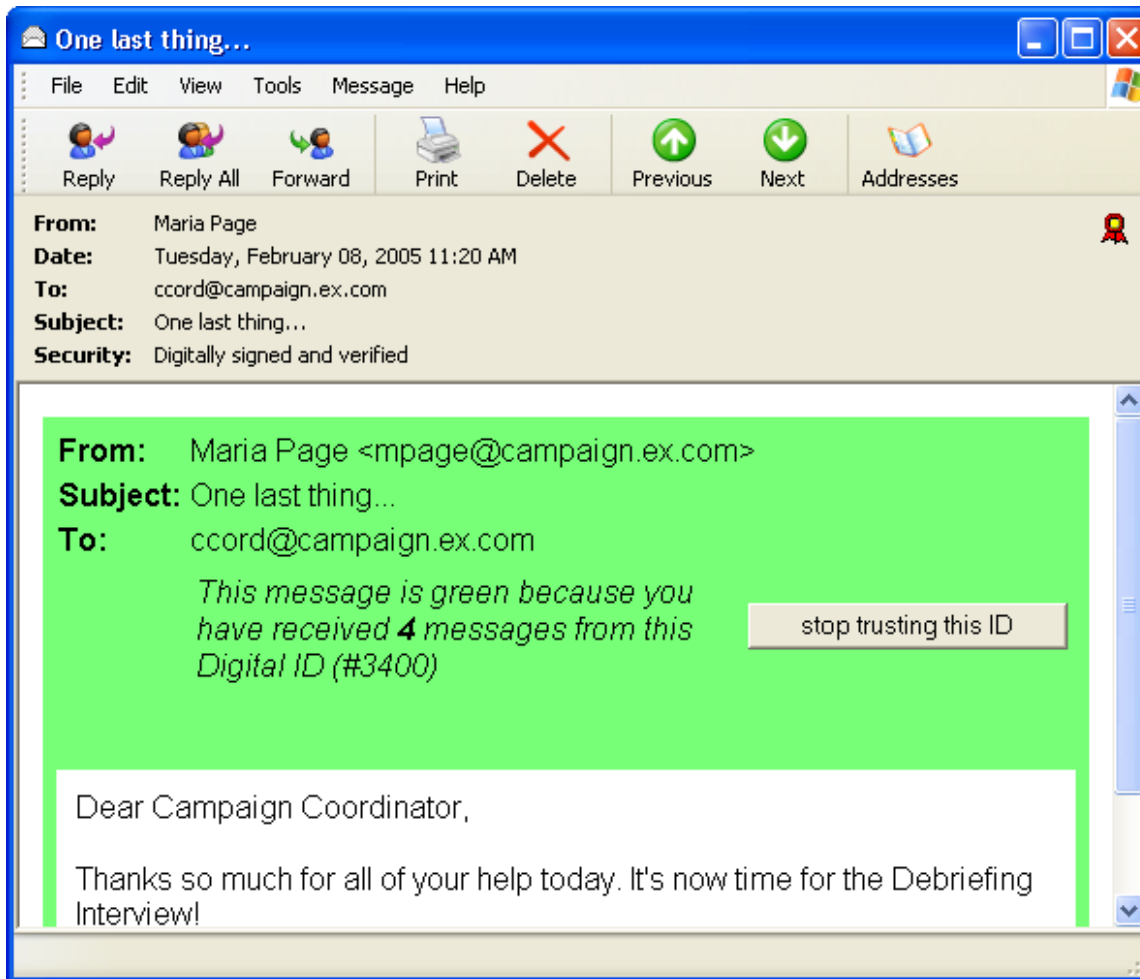 One last thing...
File Edit View Tools Message Help
Reply Reply All Forward Print Delete Previous Next Addresses
From: Maria Page
Date: Tuesday, February 08, 2005 11:20 AM
To: ccord@campaign.ex.com
Subject: One last thing...
Security: Digitally signed and verified
From: Maria Page <mpage@campaign.ex.com>
Subject: One last thing...
To: ccord@campaign.ex.com
This message is green because you
have received 4 messages from this
Digital ID (#3400)
stop trusting this ID
Dear Campaign Coordinator,
Thanks so much for all of your help today. It's now time for the Debriefing
Interview!